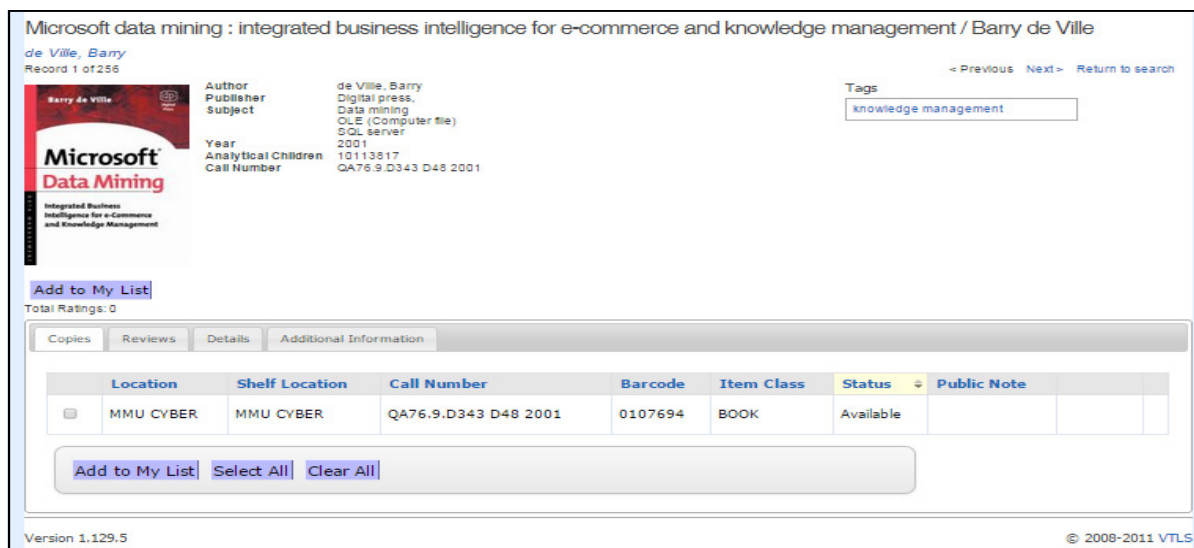 Microsoft data mining : integrated business intelligence for e-commerce and knowledge management / Barry de Ville
de Ville, Barry
Record 1 of 256
< Previous Next > Return to search
Barry de Ville
dp
Microsoft
Data Mining
Integrated Business
Intelligence for e-Commerce
and Knowledge Management
Author de Ville, Barry
Publisher Digital press,
Subject Data mining
OLE (Computer file)
SQL server
Year 2001
Analytical Children 10113817
Call Number QA76.9.D343 D48 2001
Tags
knowledge management
Add to My List
Total Ratings: 0
Copies Reviews Details Additional Information
Location Shelf Location Call Number Barcode Item Class Status Public Note
MMU CYBER MMU CYBER QA76.9.D343 D48 2001 0107694 BOOK Available
Add to My List Select All Clear All
Version 1.129.5 © 2008-2011 VTLS